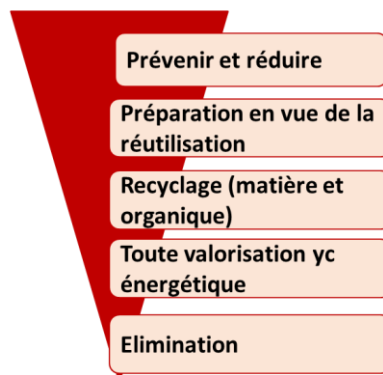 Prévenir et réduire
Préparation en vue de la
réutilisation
Recyclage (matière et
organique)
Toute valorisation yc
énergétique
Elimination